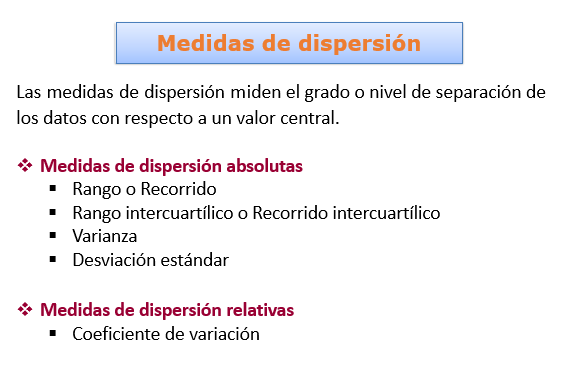 Medidas de dispersión
Las medidas de dispersión miden el grado o nivel de separación de
los datos con respecto a un valor central.
❖ Medidas de dispersión absolutas
▪ Rango o Recorrido
▪ Rango intercuartílico o Recorrido intercuartílico
▪ Varianza
▪ Desviación estándar
❖ Medidas de dispersión relativas
▪ Coeficiente de variación